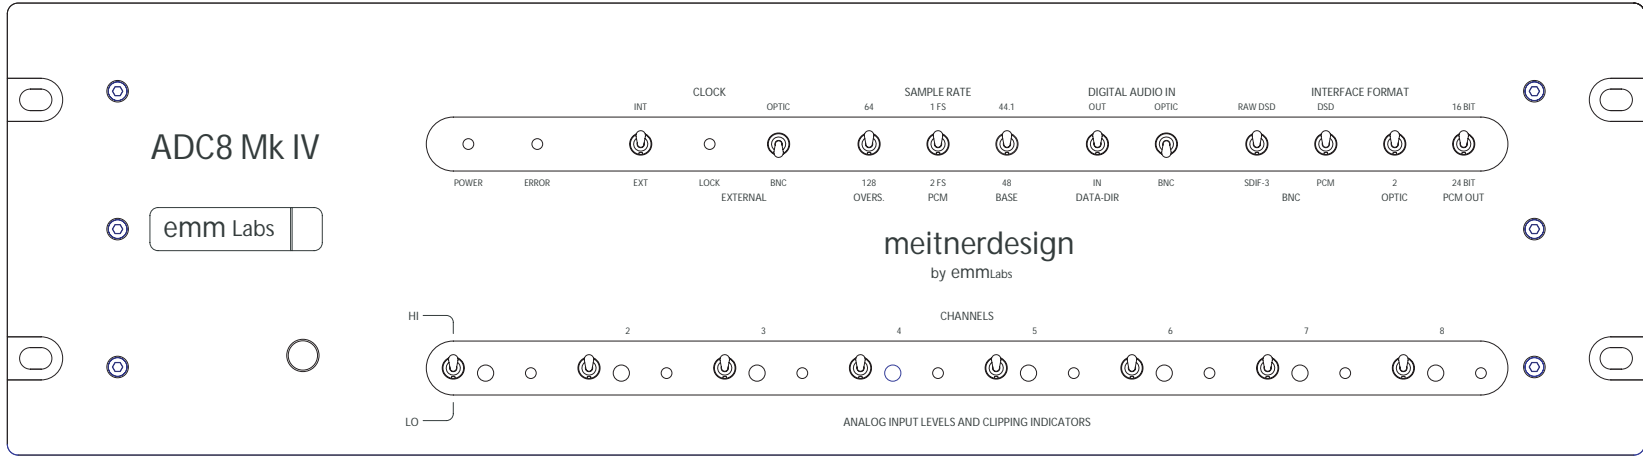 CLOCK SAMPLE RATE DIGITAL AUDIO IN INTERFACE FORMAT
INT OPTIC 64 1 FS 44.1 OUT OPTIC RAW DSD DSD 16 BIT
ADC8 Mk IV
POWER ERROR EXT LOCK BNC 128 2 FS 48 IN BNC SDIF-3 PCM 2 24 BIT
EXTERNAL OVERS. PCM BASE DATA-DIR BNC OPTIC PCM OUT
emm Labs
meitnerdesign
by emmLabs
HI CHANNELS
2 3 4 5 6 7 8
LO ANALOG INPUT LEVELS AND CLIPPING INDICATORS